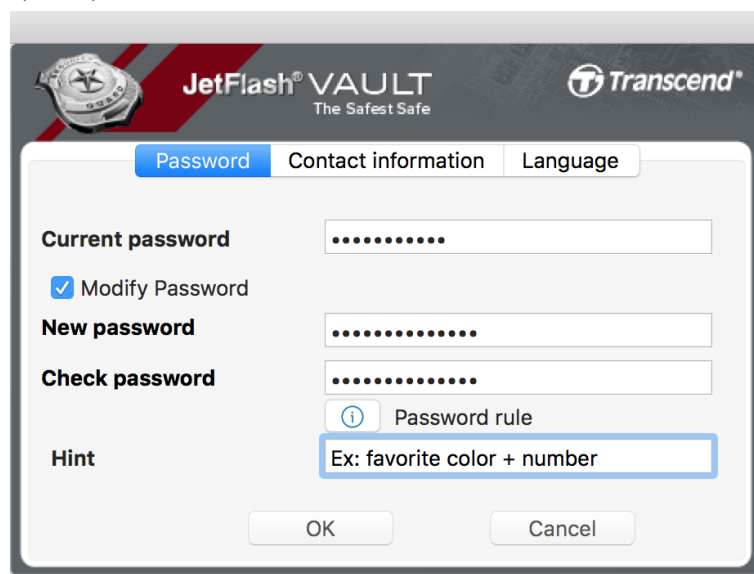 JetFlash® VAULT
The Safest Safe
Transcend®
Password Contact information Language
Current password •••••••••••
Modify Password
New password ••••••••••••••
Check password ••••••••••••••
Password rule
Hint Ex: favorite color + number
OK Cancel